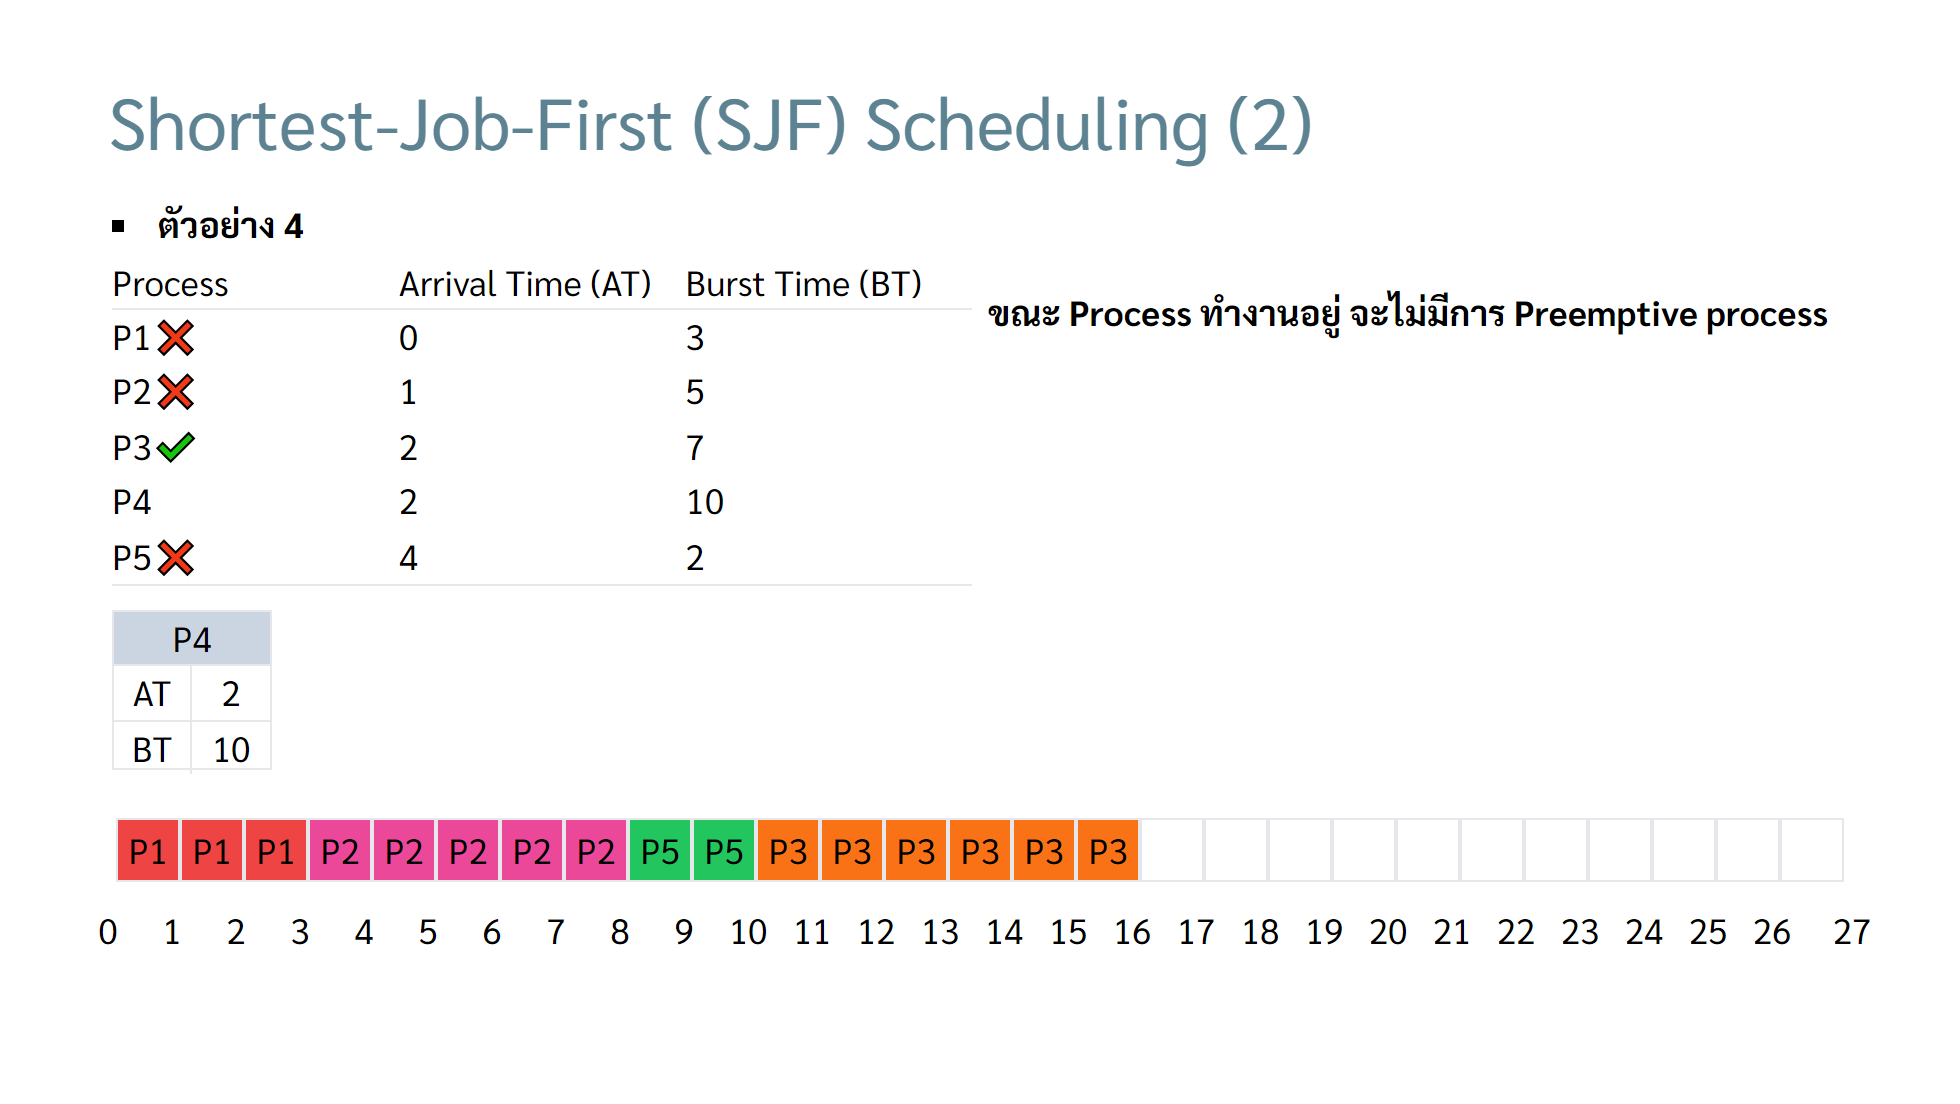 Shortest-Job-First (SJF) Scheduling (2)
▪ ตัวอย่าง 4
Process Arrival Time (AT) Burst Time (BT)
ขณะ Process ทำงานอยู่ จะไม่มีการ Preemptive process
P1 0 3
P2 1 5
P3 2 7
P4 2 10
P5 4 2
P4
AT 2
BT 10
P1 P1 P1 P2 P2 P2 P2 P2 P5 P5 P3 P3 P3 P3 P3 P3
0 1 2 3 4 5 6 7 8 9 10 11 12 13 14 15 16 17 18 19 20 21 22 23 24 25 26 27